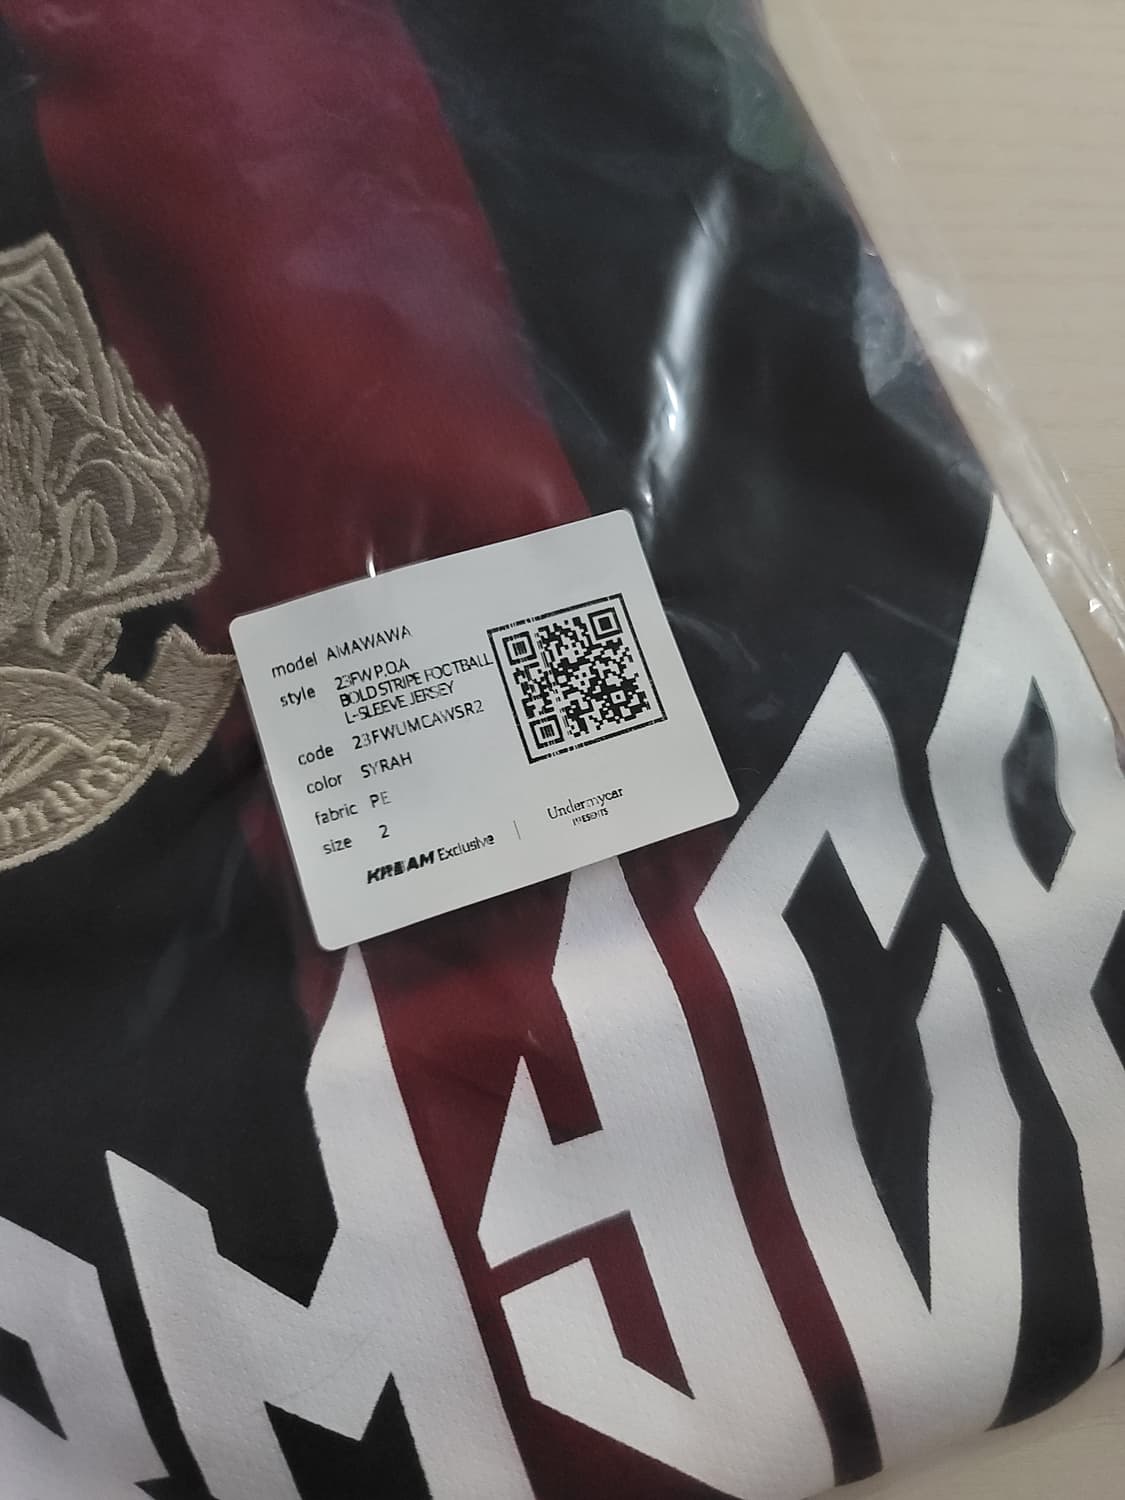 model AMAWAWA
style 23FW P.O.A
BOLD STRIPE FOOTBALL
L-SLEEVE JERSEY
code 23FWUMCAWSR2
color SYRAH
fabric PE
size 2
KREAM Exclusive | Undermycar
PRESENTS